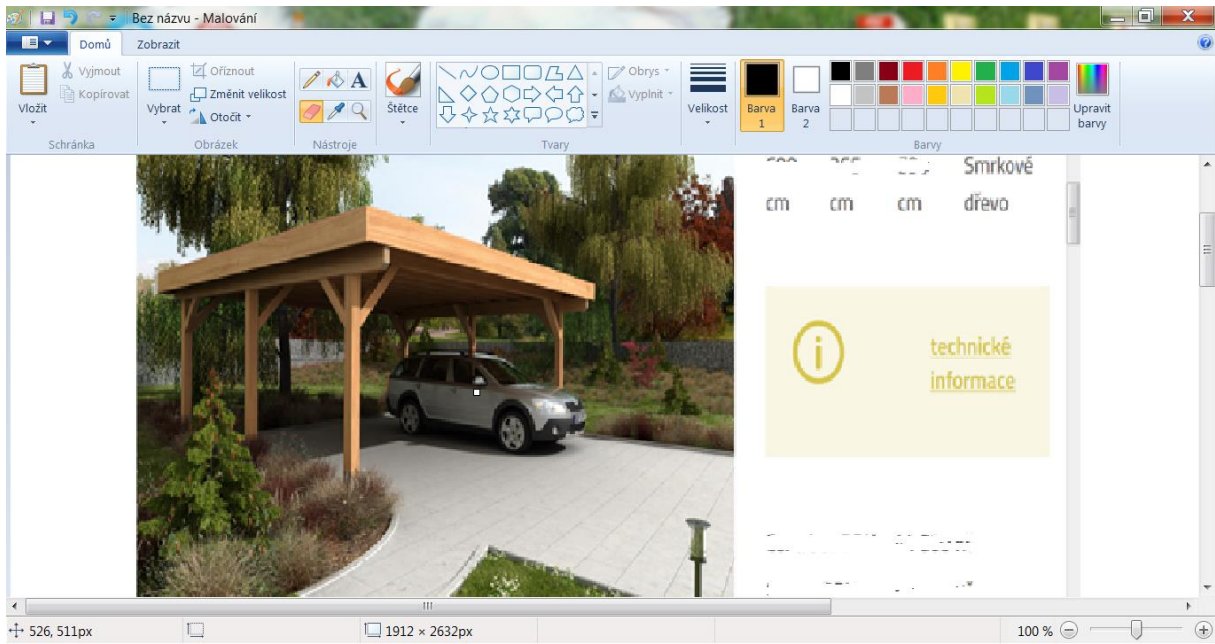 Bez názvu - Malování
Domů
Zobrazit
Vložit
Vyjmout
Kopírovat
Schránka
Vybrat
Oříznout
Změnit velikost
Otočit
Obrázek
A
Nástroje
Štětce
Obrys
Vyplnit
Tvary
Velikost
Barva 1
Barva 2
Upravit barvy
Barvy
Smrkové
cm cm cm dřevo
i technické
informace
526, 511px
1912 × 2632px
100 %